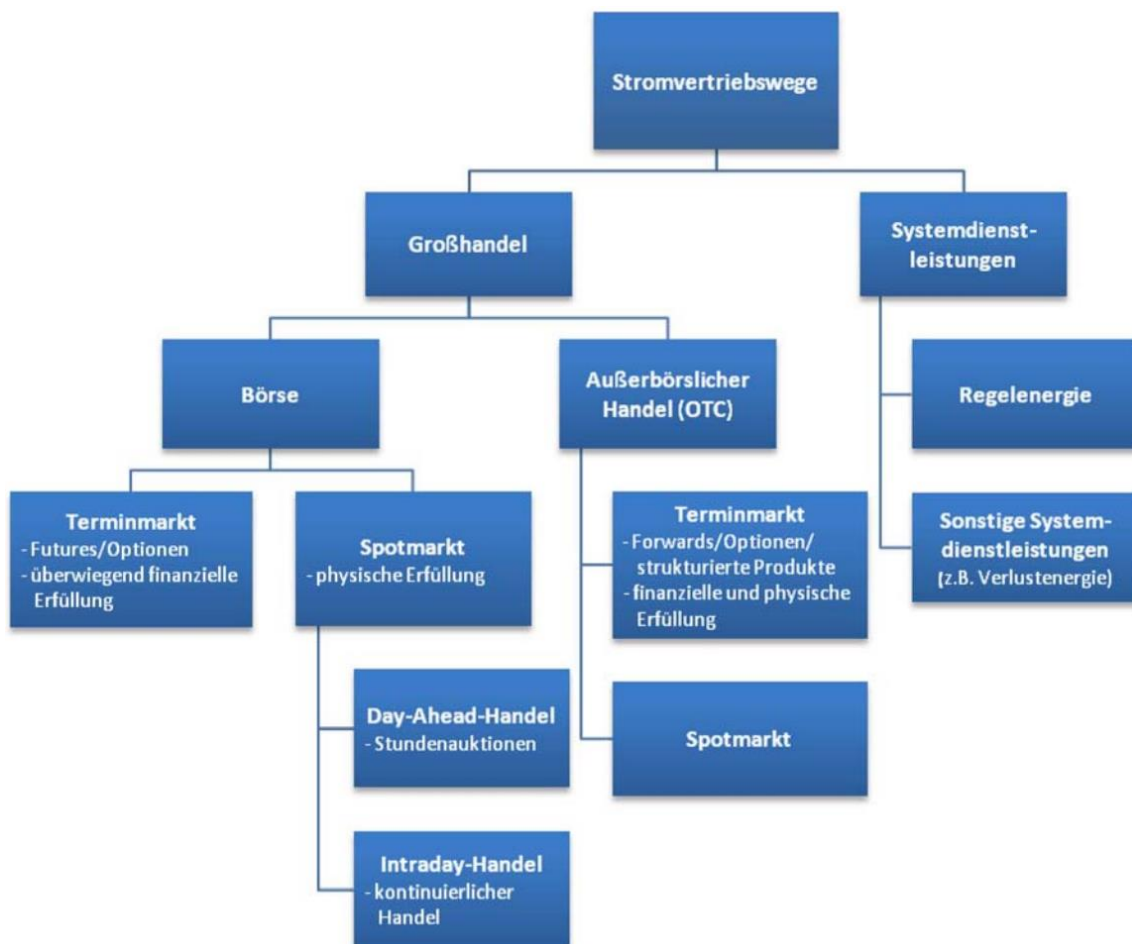 Stromvertriebswege
Großhandel
Systemdienst-
leistungen
Börse
Außerbörslicher
Handel (OTC)
Regelenergie
Terminmarkt
- Futures/Optionen
- überwiegend finanzielle
Erfüllung
Spotmarkt
- physische Erfüllung
Terminmarkt
- Forwards/Optionen/
strukturierte Produkte
- finanzielle und physische
Erfüllung
Sonstige System-
dienstleistungen
(z.B. Verlustenergie)
Day-Ahead-Handel
- Stundenauktionen
Spotmarkt
Intraday-Handel
- kontinuierlicher
Handel